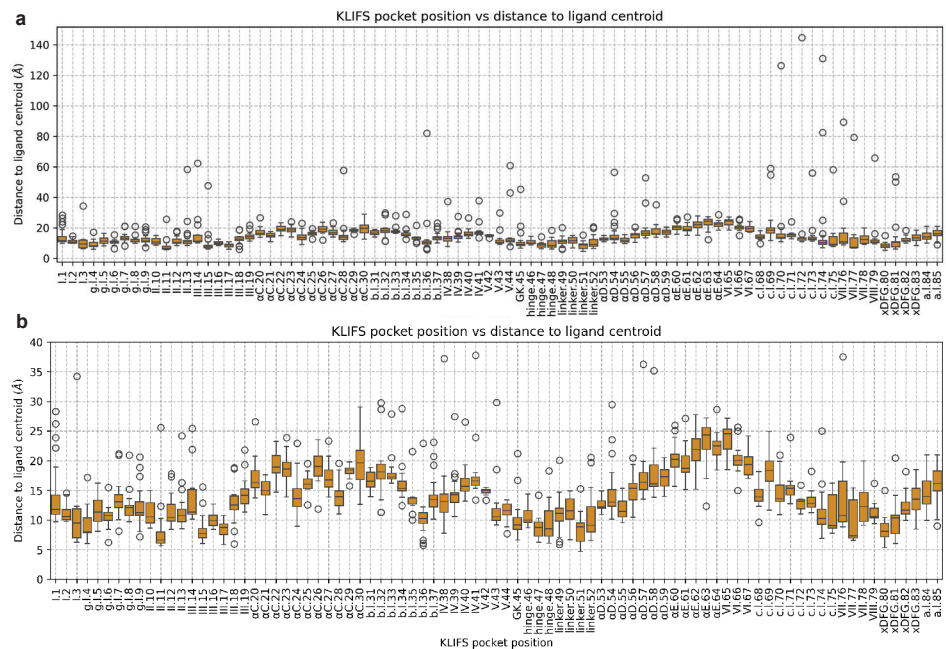 a
KLIFS pocket position vs distance to ligand centroid
Distance to ligand centroid (Å)
140
120
100
80
60
40
20
0
I.1 I.2 I.3 g.l.4 g.l.5 g.l.6 g.l.7 g.l.8 g.l.9 II.10 II.11 II.12 II.13 III.14 III.15 III.16 III.17 III.18 III.19 αC.20 αC.21 αC.22 αC.23 αC.24 αC.25 αC.26 αC.27 αC.28 αC.29 αC.30 b.l.31 b.l.32 b.l.33 b.l.34 b.l.35 b.l.36 b.l.37 IV.38 IV.39 IV.40 IV.41 V.42 V.43 V.44 GK.45 hinge.46 hinge.47 hinge.48 linker.49 linker.50 linker.51 linker.52 αD.53 αD.54 αD.55 αD.56 αD.57 αD.58 αD.59 αE.60 αE.61 αE.62 αE.63 αE.64 VI.65 VI.66 VI.67 c.l.68 c.l.69 c.l.70 c.l.71 c.l.72 c.l.73 c.l.74 c.l.75 VII.76 VII.77 VII.78 VIII.79 xDFG.80 xDFG.81 xDFG.82 xDFG.83 a.l.84 a.l.85
b
KLIFS pocket position vs distance to ligand centroid
Distance to ligand centroid (Å)
40
35
30
25
20
15
10
5
0
I.1 I.2 I.3 g.l.4 g.l.5 g.l.6 g.l.7 g.l.8 g.l.9 II.10 II.11 II.12 II.13 III.14 III.15 III.16 III.17 III.18 III.19 αC.20 αC.21 αC.22 αC.23 αC.24 αC.25 αC.26 αC.27 αC.28 αC.29 αC.30 b.l.31 b.l.32 b.l.33 b.l.34 b.l.35 b.l.36 b.l.37 IV.38 IV.39 IV.40 IV.41 V.42 V.43 V.44 GK.45 hinge.46 hinge.47 hinge.48 linker.49 linker.50 linker.51 linker.52 αD.53 αD.54 αD.55 αD.56 αD.57 αD.58 αD.59 αE.60 αE.61 αE.62 αE.63 αE.64 VI.65 VI.66 VI.67 c.l.68 c.l.69 c.l.70 c.l.71 c.l.72 c.l.73 c.l.74 c.l.75 VII.76 VII.77 VII.78 VIII.79 xDFG.80 xDFG.81 xDFG.82 xDFG.83 a.l.84 a.l.85
KLIFS pocket position